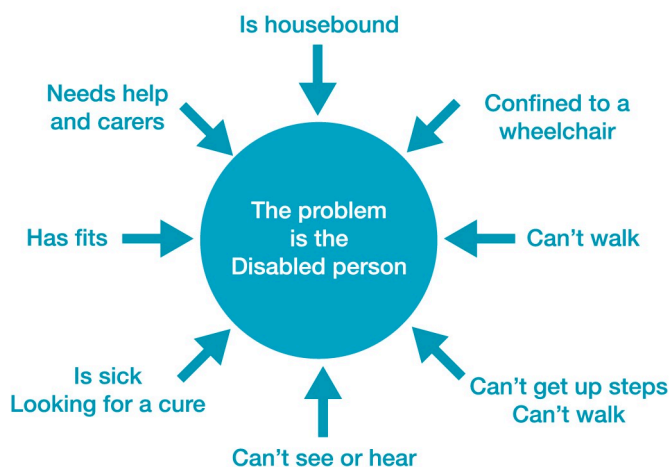 Is housebound
Needs help
and carers
Confined to a
wheelchair
The problem
is the
Disabled person
Has fits
Can't walk
Is sick
Looking for a cure
Can't get up steps
Can't walk
Can't see or hear